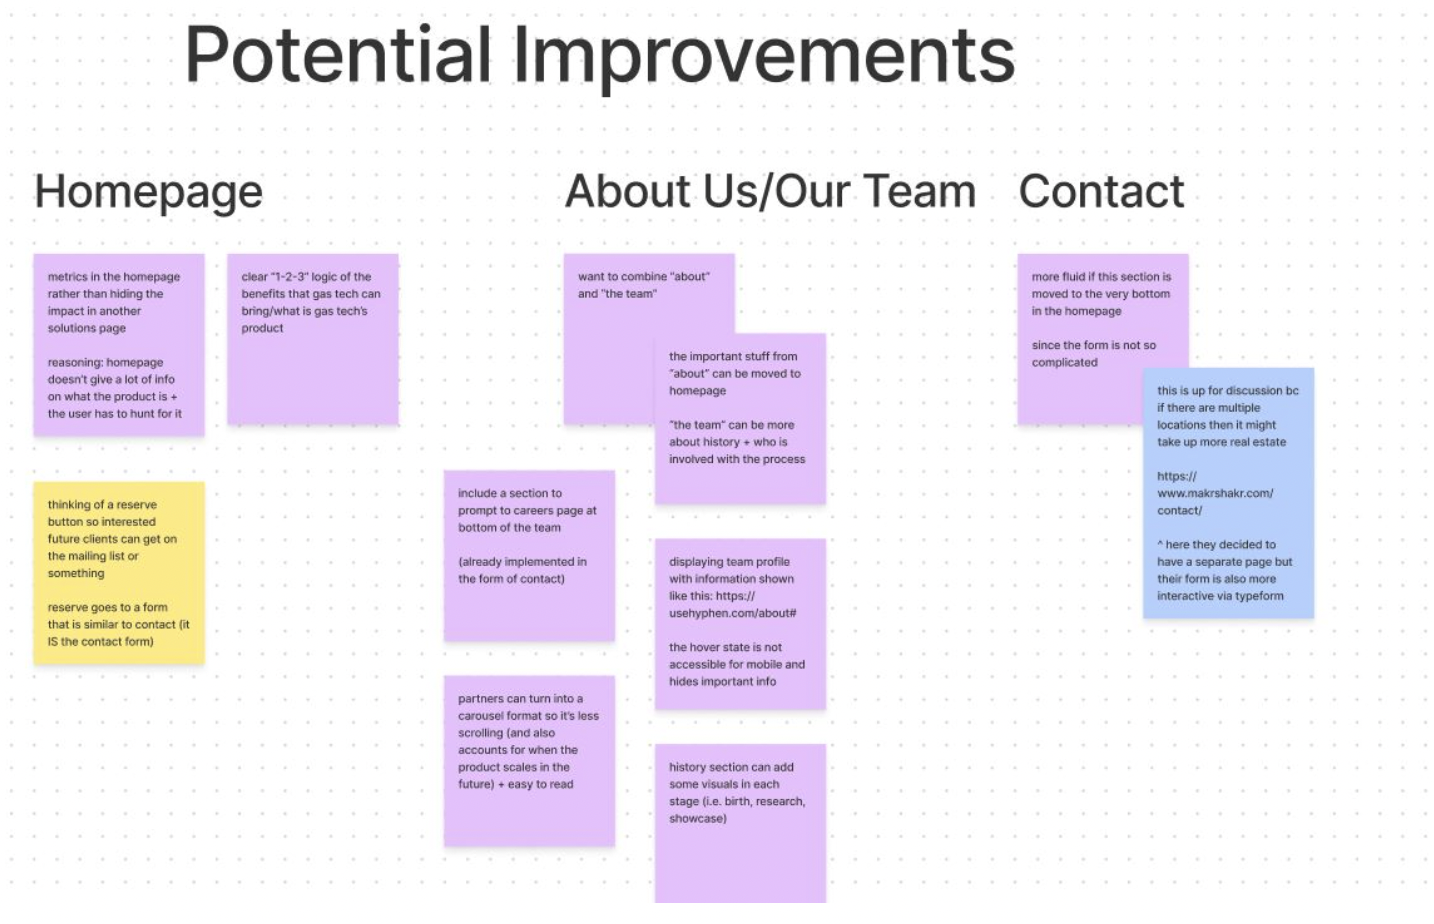 Potential Improvements
Homepage
About Us/Our Team
Contact
metrics in the homepage
rather than hiding the
impact in another
solutions page
reasoning: homepage
doesn't give a lot of info
on what the product is +
the user has to hunt for it
clear "1-2-3" logic of the
benefits that gas tech can
bring/what is gas tech's
product
thinking of a reserve
button so interested
future clients can get on
the mailing list or
something
reserve goes to a form
that is similar to contact (it
IS the contact form)
want to combine "about"
and "the team"
the important stuff from
"about" can be moved to
homepage
"the team" can be more
about history + who is
involved with the process
include a section to
prompt to careers page at
bottom of the team
(already implemented in
the form of contact)
displaying team profile
with information shown
like this: https://
usehyphen.com/about#
the hover state is not
accessible for mobile and
hides important info
partners can turn into a
carousel format so it's less
scrolling (and also
accounts for when the
product scales in the
future) + easy to read
history section can add
some visuals in each
stage (i.e. birth, research,
showcase)
more fluid if this section is
moved to the very bottom
in the homepage
since the form is not so
complicated
this is up for discussion bc
if there are multiple
locations then it might
take up more real estate
https://
www.makrshakr.com/
contact/
^ here they decided to
have a separate page but
their form is also more
interactive via typeform